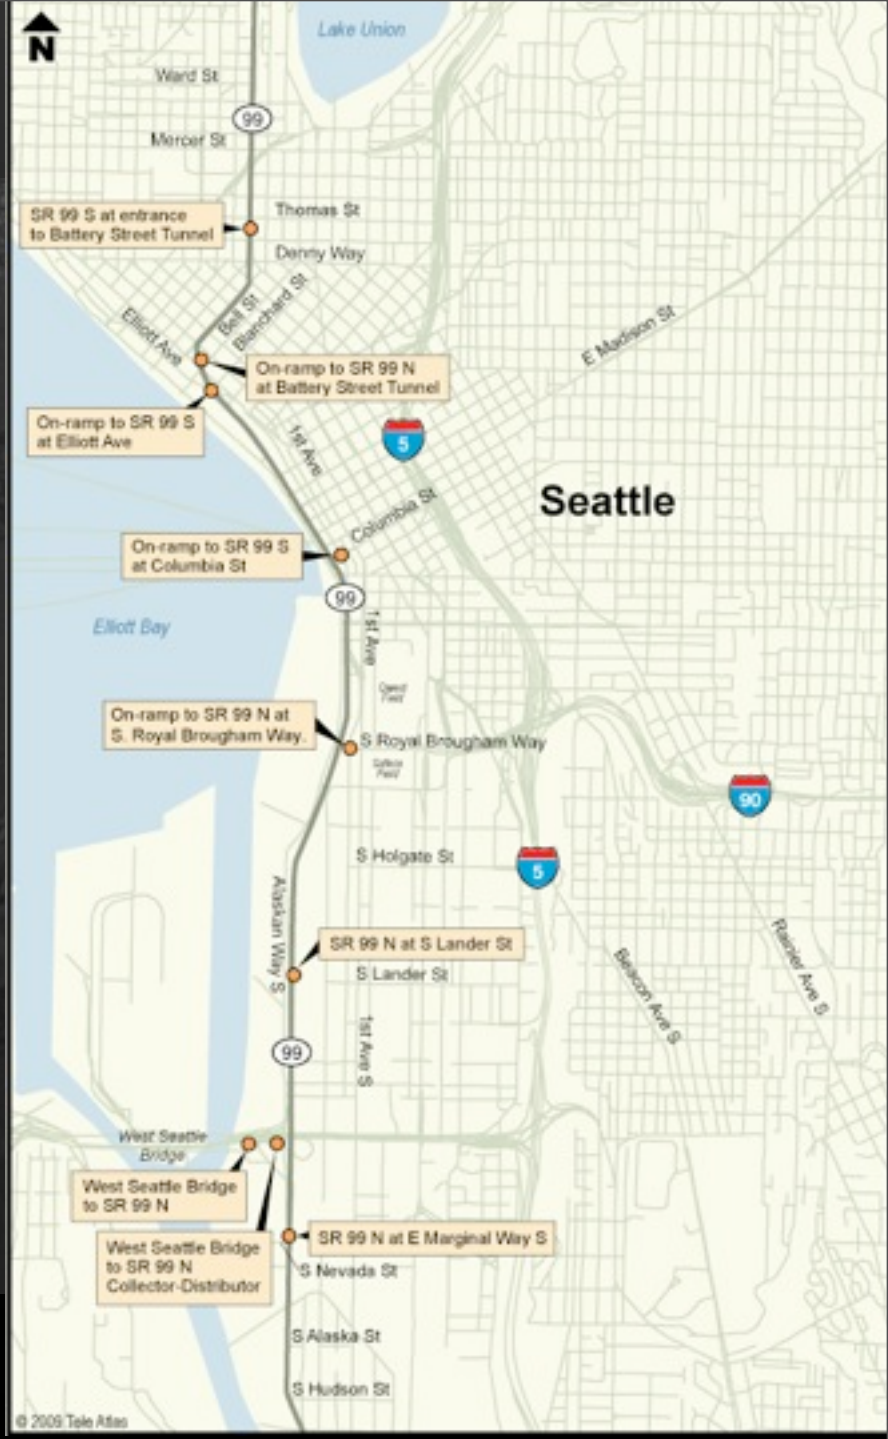 N
Lake Union
Ward St
99
Mercer St
Thomas St
SR 99 S at entrance
to Battery Street Tunnel
Denny Way
Bell St
Blanchard St
Elliott Ave
E Madison St
On-ramp to SR 99 N
at Battery Street Tunnel
On-ramp to SR 99 S
at Elliott Ave
1st Ave
5
Seattle
Columbia St
On-ramp to SR 99 S
at Columbia St
99
1st Ave
Elliott Bay
Field
On-ramp to SR 99 N at
S. Royal Brougham Way.
S Royal Brougham Way
Safeco
Field
90
S Holgate St
5
Alaskan Way S
SR 99 N at S Lander St
S Lander St
Rainier Ave S
Beacon Ave S
1st Ave S
99
West Seattle
Bridge
West Seattle Bridge
to SR 99 N
SR 99 N at E Marginal Way S
West Seattle Bridge
to SR 99 N
Collector-Distributor
S Nevada St
S Alaska St
S Hudson St
© 2009 Tele Atlas